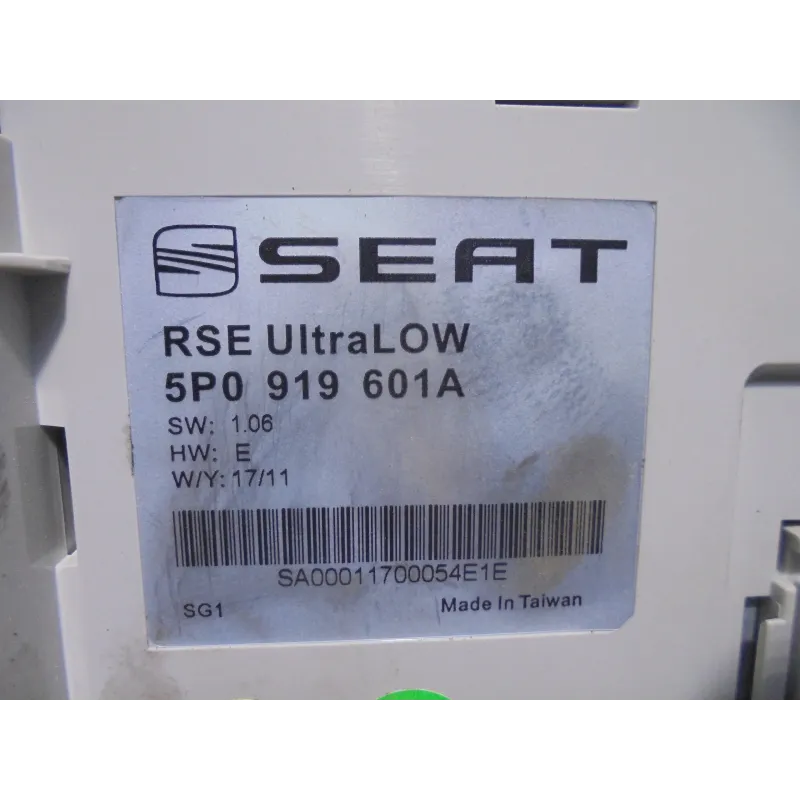 SEAT
RSE UltraLOW
5P0 919 601A
SW: 1.06
HW: E
W/Y: 17/11
SA00011700054E1E
SG1 Made In Taiwan